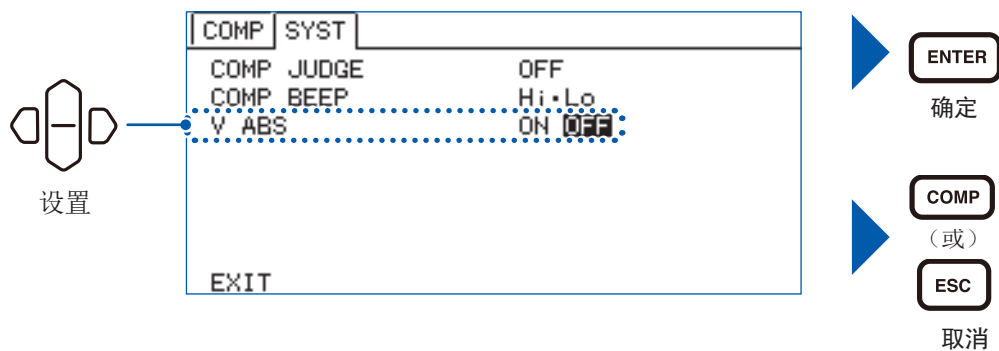 COMP SYST
COMP JUDGE OFF
COMP BEEP Hi•Lo
V ABS ON OFF
EXIT
设置
ENTER
确定
COMP
（或）
ESC
取消